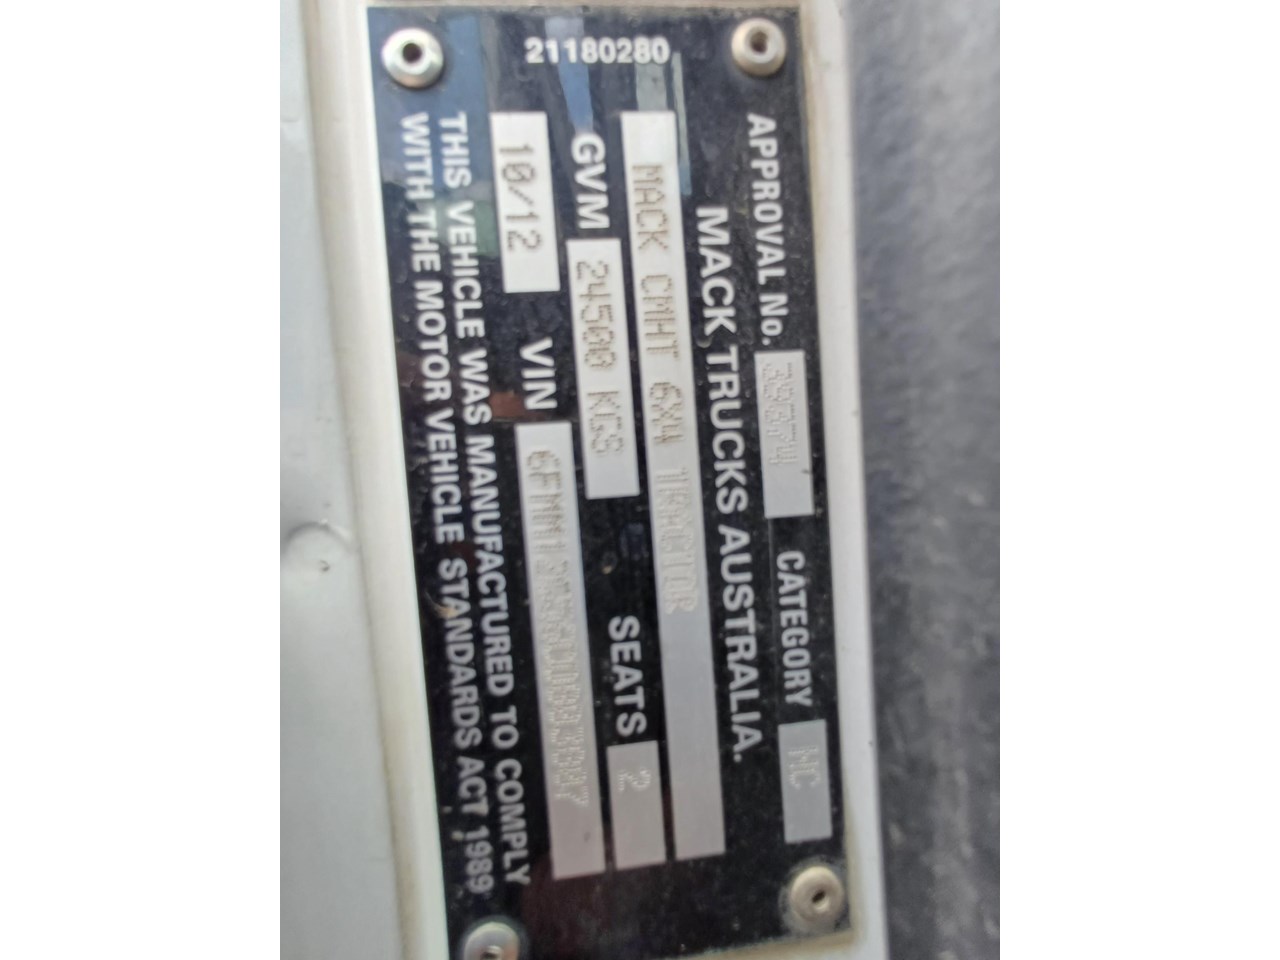 21180280
APPROVAL No. CATEGORY NC
MACK TRUCKS AUSTRALIA.
MACK CMHT 6X4 TRACTOR
GVM 24500 KGS SEATS 2
10/12 VIN
THIS VEHICLE WAS MANUFACTURED TO COMPLY
WITH THE MOTOR VEHICLE STANDARDS ACT 1989